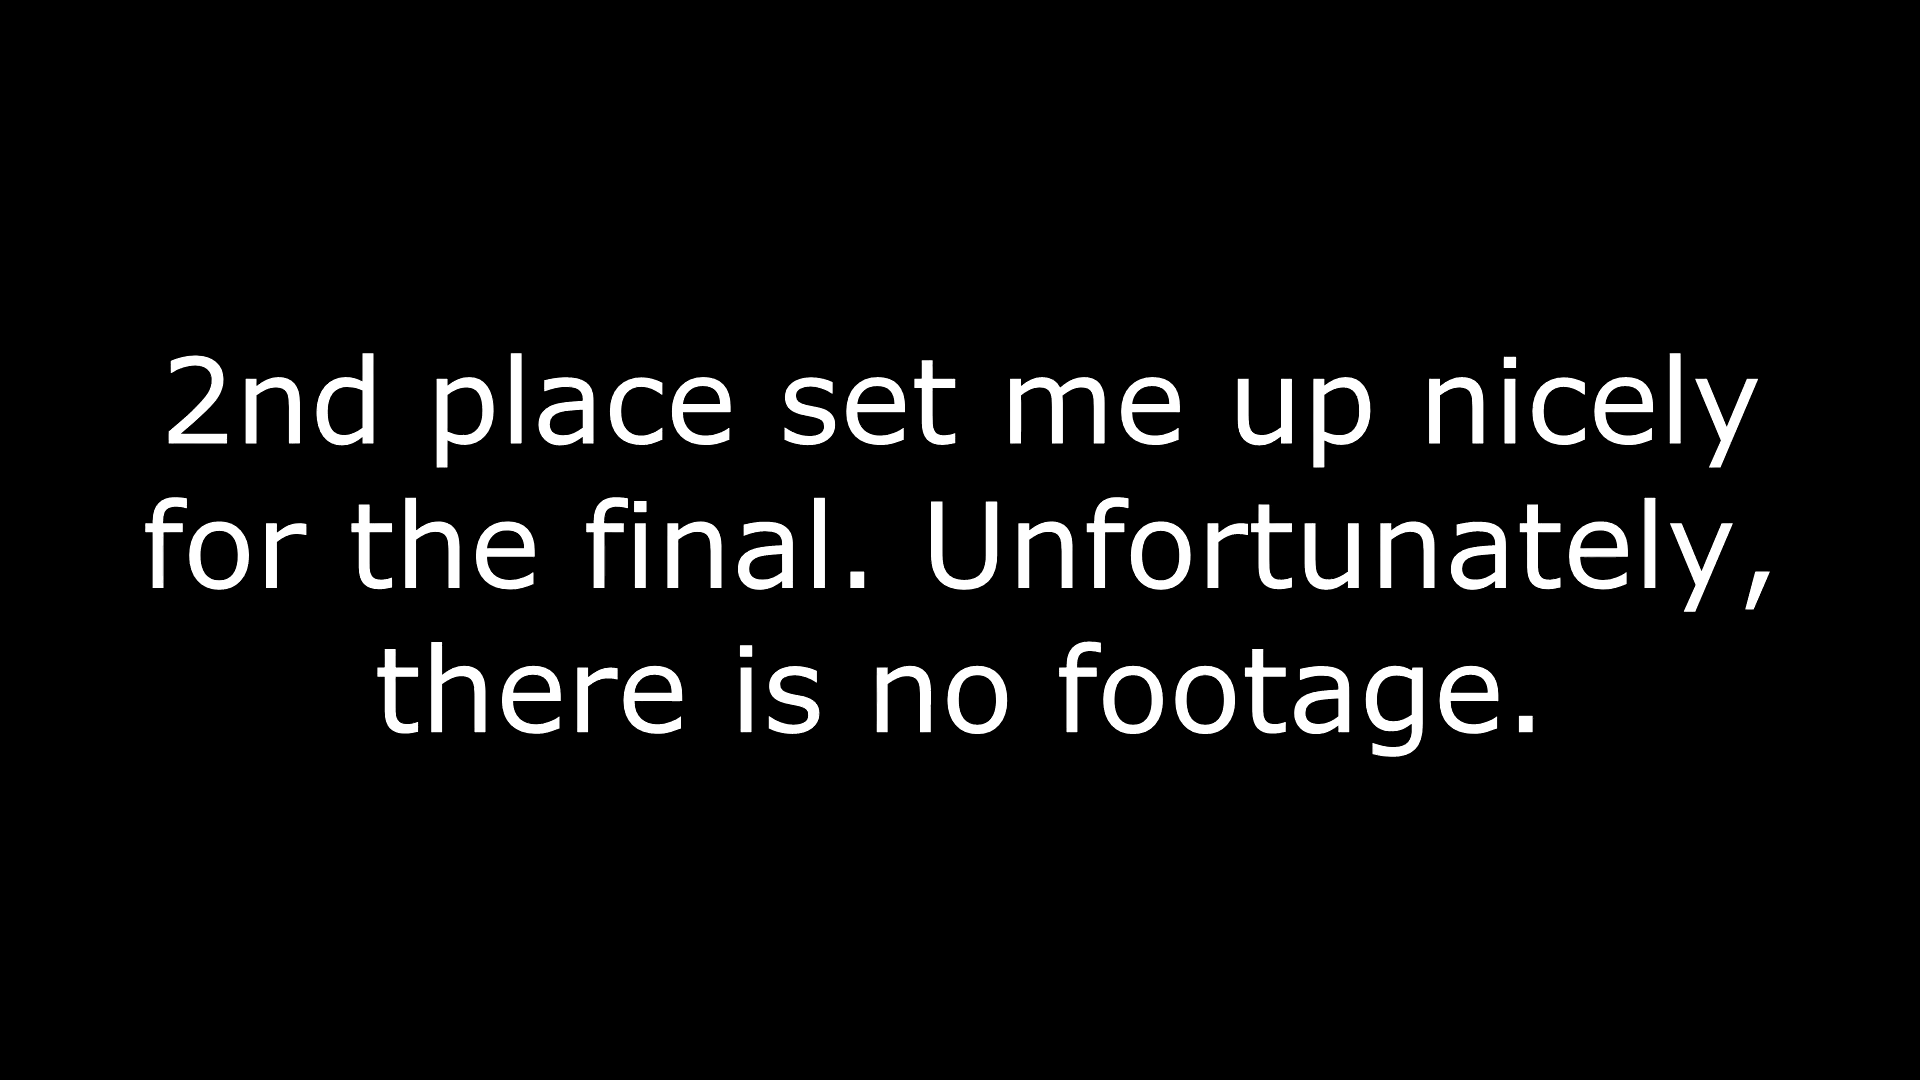 2nd place set me up nicely
for the final. Unfortunately,
there is no footage.